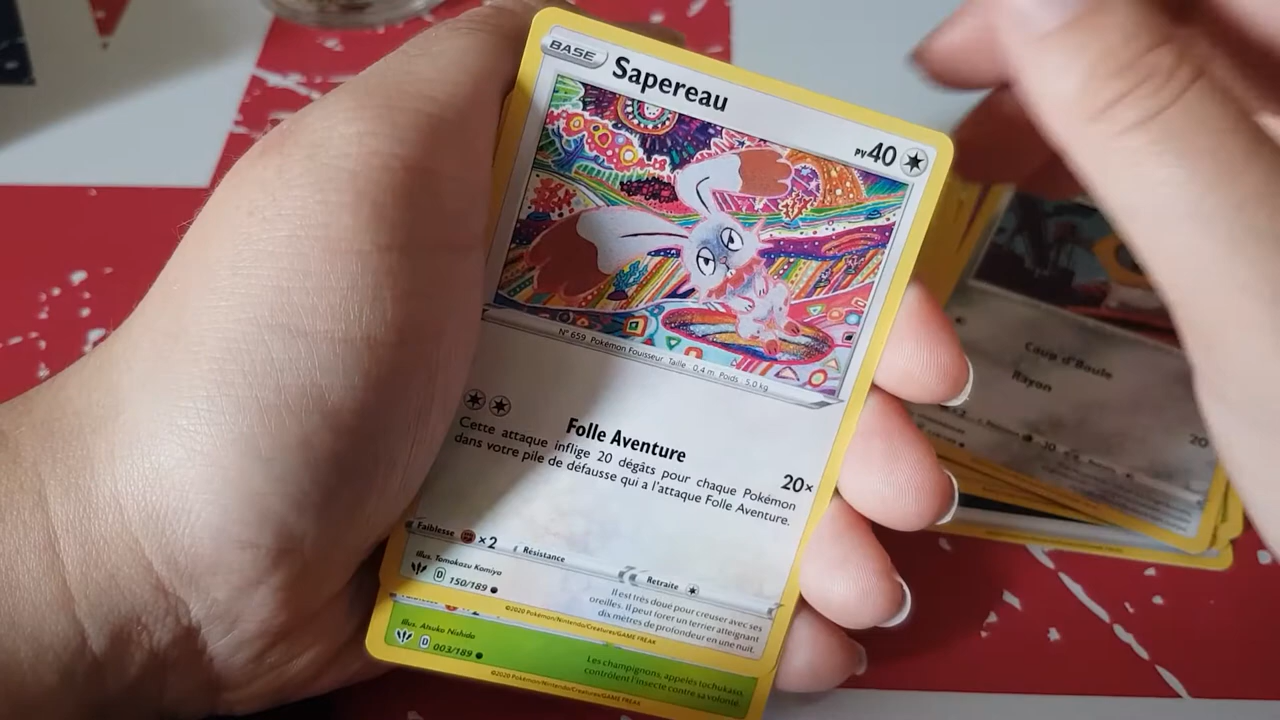 BASE
Sapereau
PV 40
N° 659 Pokémon Fouisseur Taille : 0,4 m. Poids : 5,0 kg
Folle Aventure
20×
Cette attaque inflige 20 dégâts pour chaque Pokémon
dans votre pile de défausse qui a l'attaque Folle Aventure.
Faiblesse ×2 Résistance Retraite
Illus. Tomokazu Komiya
D 150/189
Il est très doué pour creuser avec ses
oreilles. Il peut forer un terrier atteignant
dix mètres de profondeur en une nuit.
©2020 Pokémon/Nintendo/Creatures/GAME FREAK
Illus. Atsuko Nishida
D 003/189
Les champignons, appelés tochukaso,
contrôlent l'insecte contre sa volonté.
©2020 Pokémon/Nintendo/Creatures/GAME FREAK
Coup d'Boule
Rayon
20